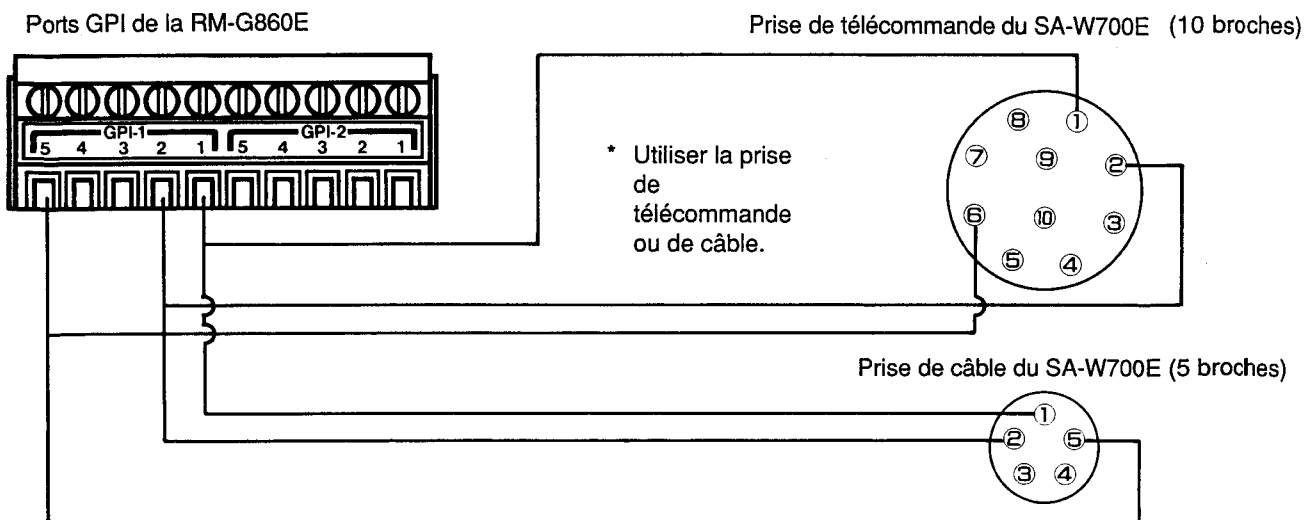 Ports GPI de la RM-G860E
Prise de télécommande du SA-W700E (10 broches)
GPI-1 GPI-2
5 4 3 2 1 5 4 3 2 1
* Utiliser la prise
de
télécommande
ou de câble.
8 1
7 9 2
6 10 3
5 4
Prise de câble du SA-W700E (5 broches)
1
2 5
3 4